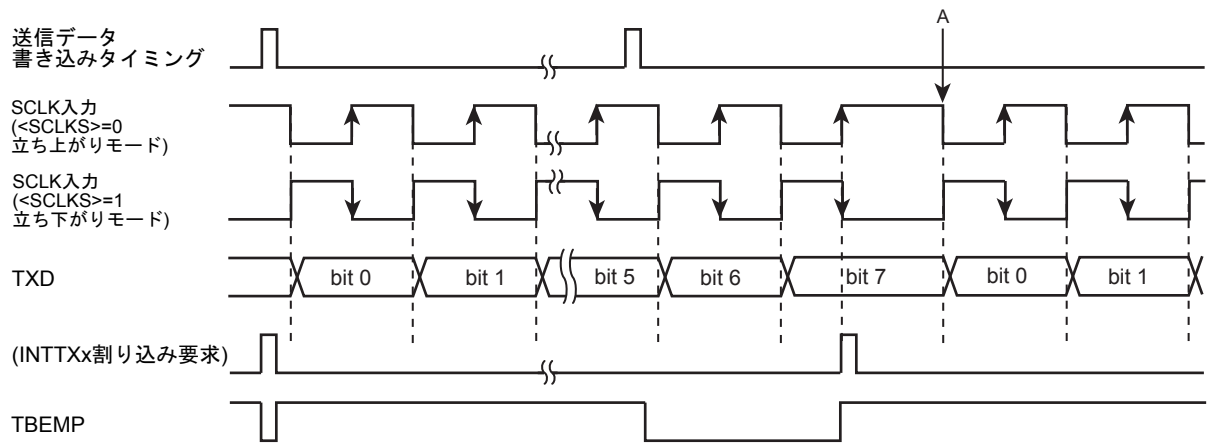 A
送信データ
書き込みタイミング
SCLK入力
(<SCLKS>=0
立ち上がりモード)
SCLK入力
(<SCLKS>=1
立ち下がりモード)
TXD
bit 0
bit 1
bit 5
bit 6
bit 7
bit 0
bit 1
(INTTXx割り込み要求)
TBEMP